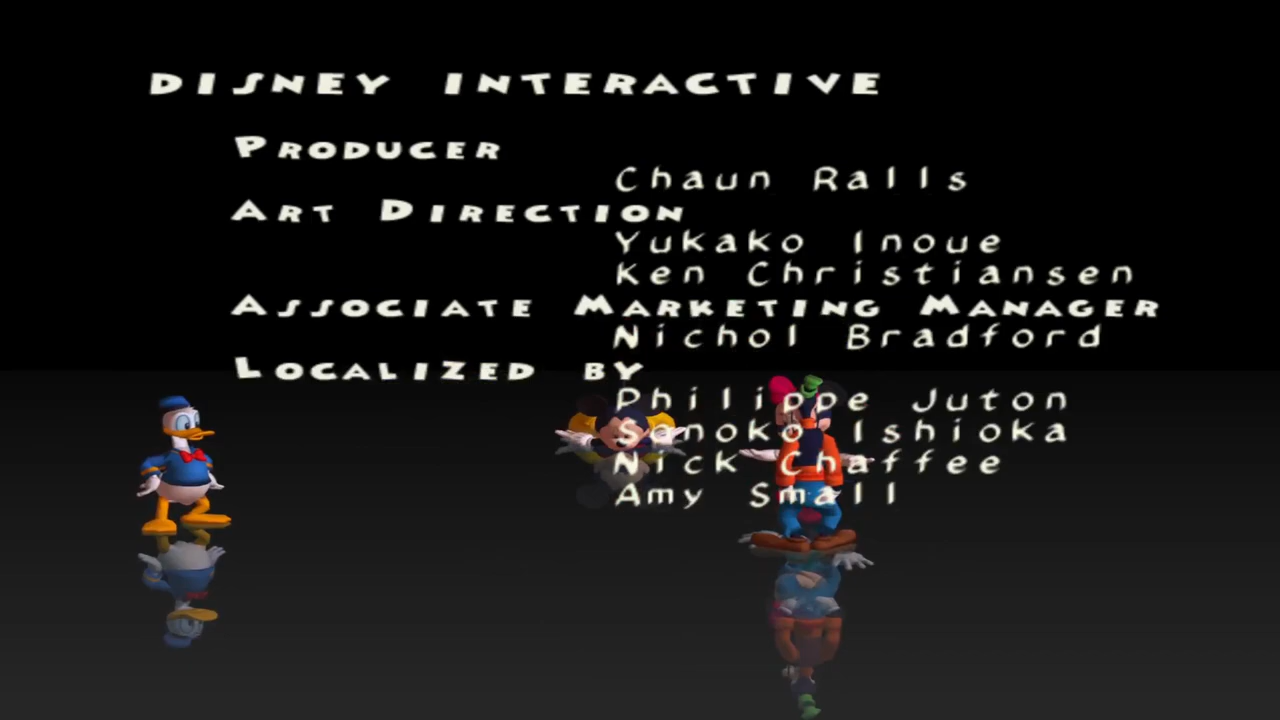 DISNEY INTERACTIVE
PRODUCER
Chaun Ralls
ART DIRECTION
Yukako Inoue
Ken Christiansen
ASSOCIATE MARKETING MANAGER
Nichol Bradford
LOCALIZED BY
Philippe Juton
Sonoko Ishioka
Nick Chaffee
Amy Small